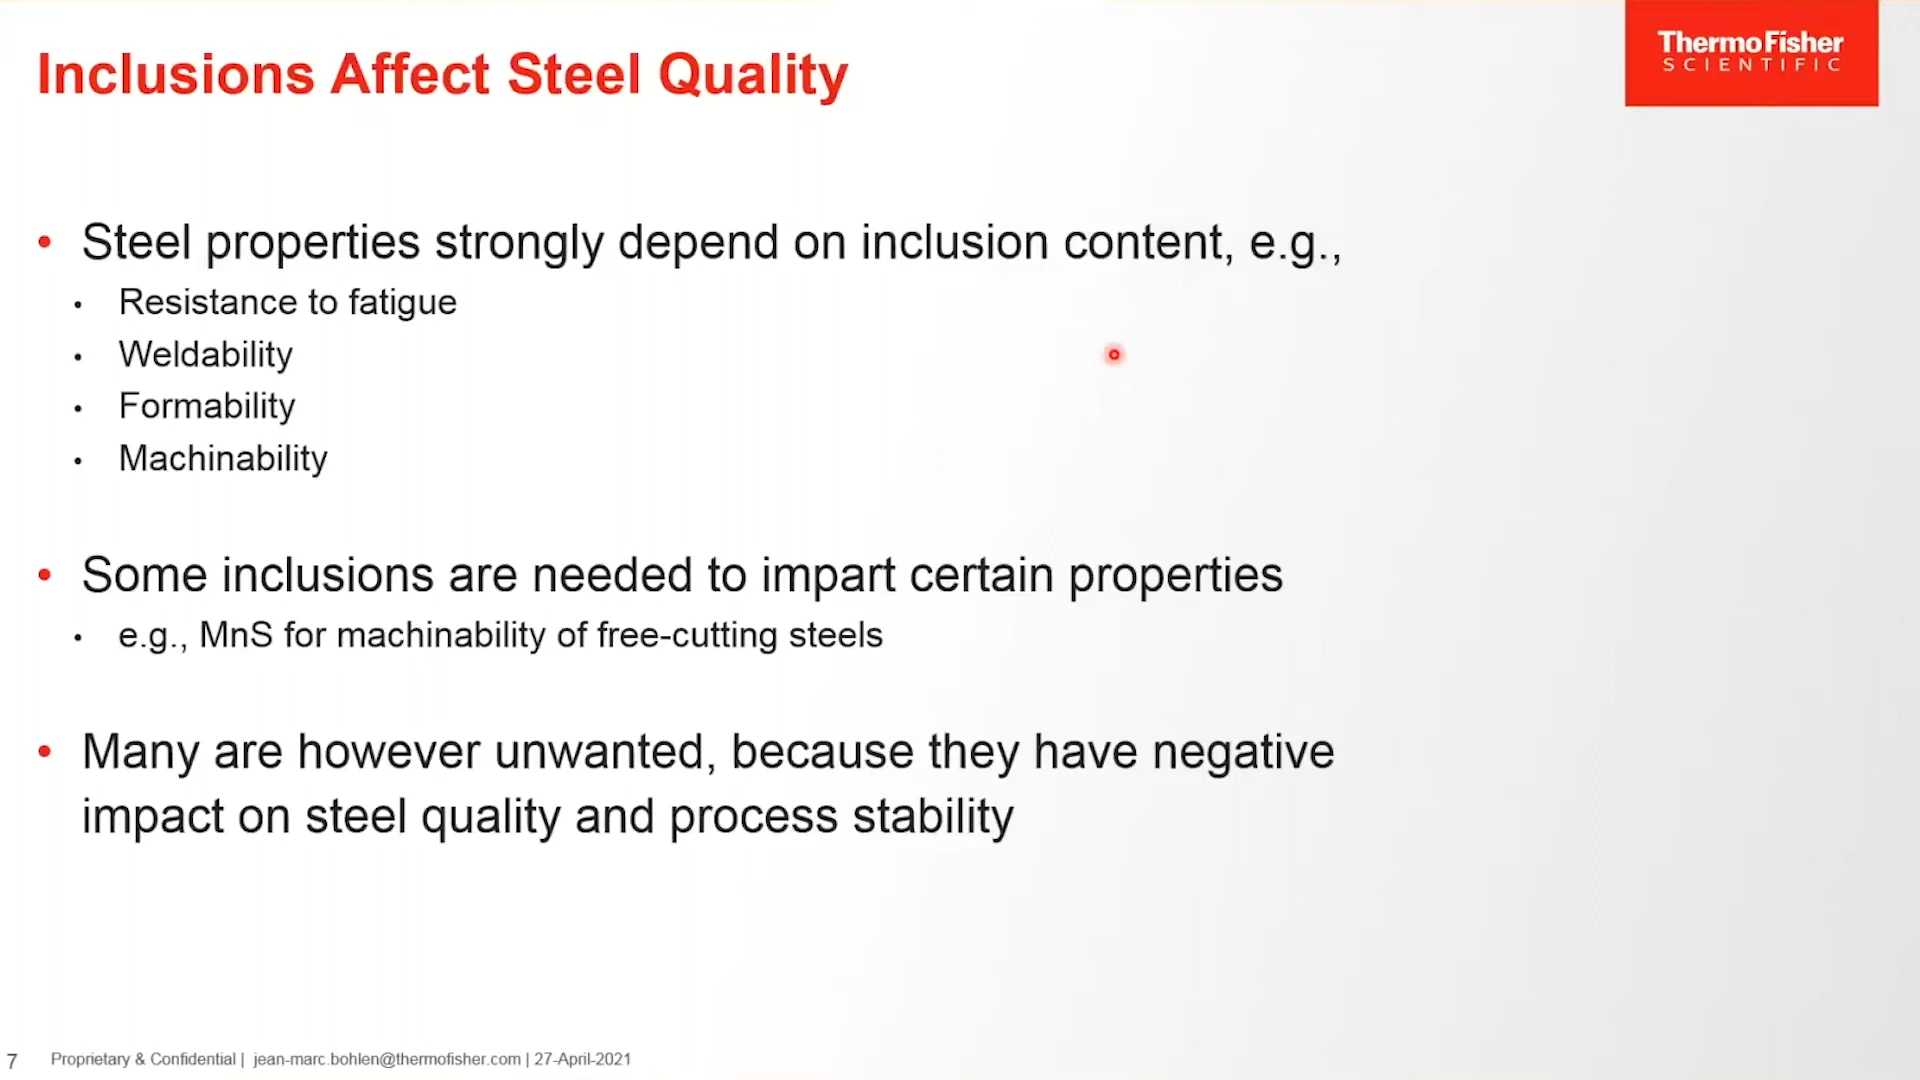 Inclusions Affect Steel Quality
ThermoFisher
SCIENTIFIC
• Steel properties strongly depend on inclusion content, e.g.,
• Resistance to fatigue
• Weldability
• Formability
• Machinability
• Some inclusions are needed to impart certain properties
• e.g., MnS for machinability of free-cutting steels
• Many are however unwanted, because they have negative
impact on steel quality and process stability
7 Proprietary & Confidential | jean-marc.bohlen@thermofisher.com | 27-April-2021